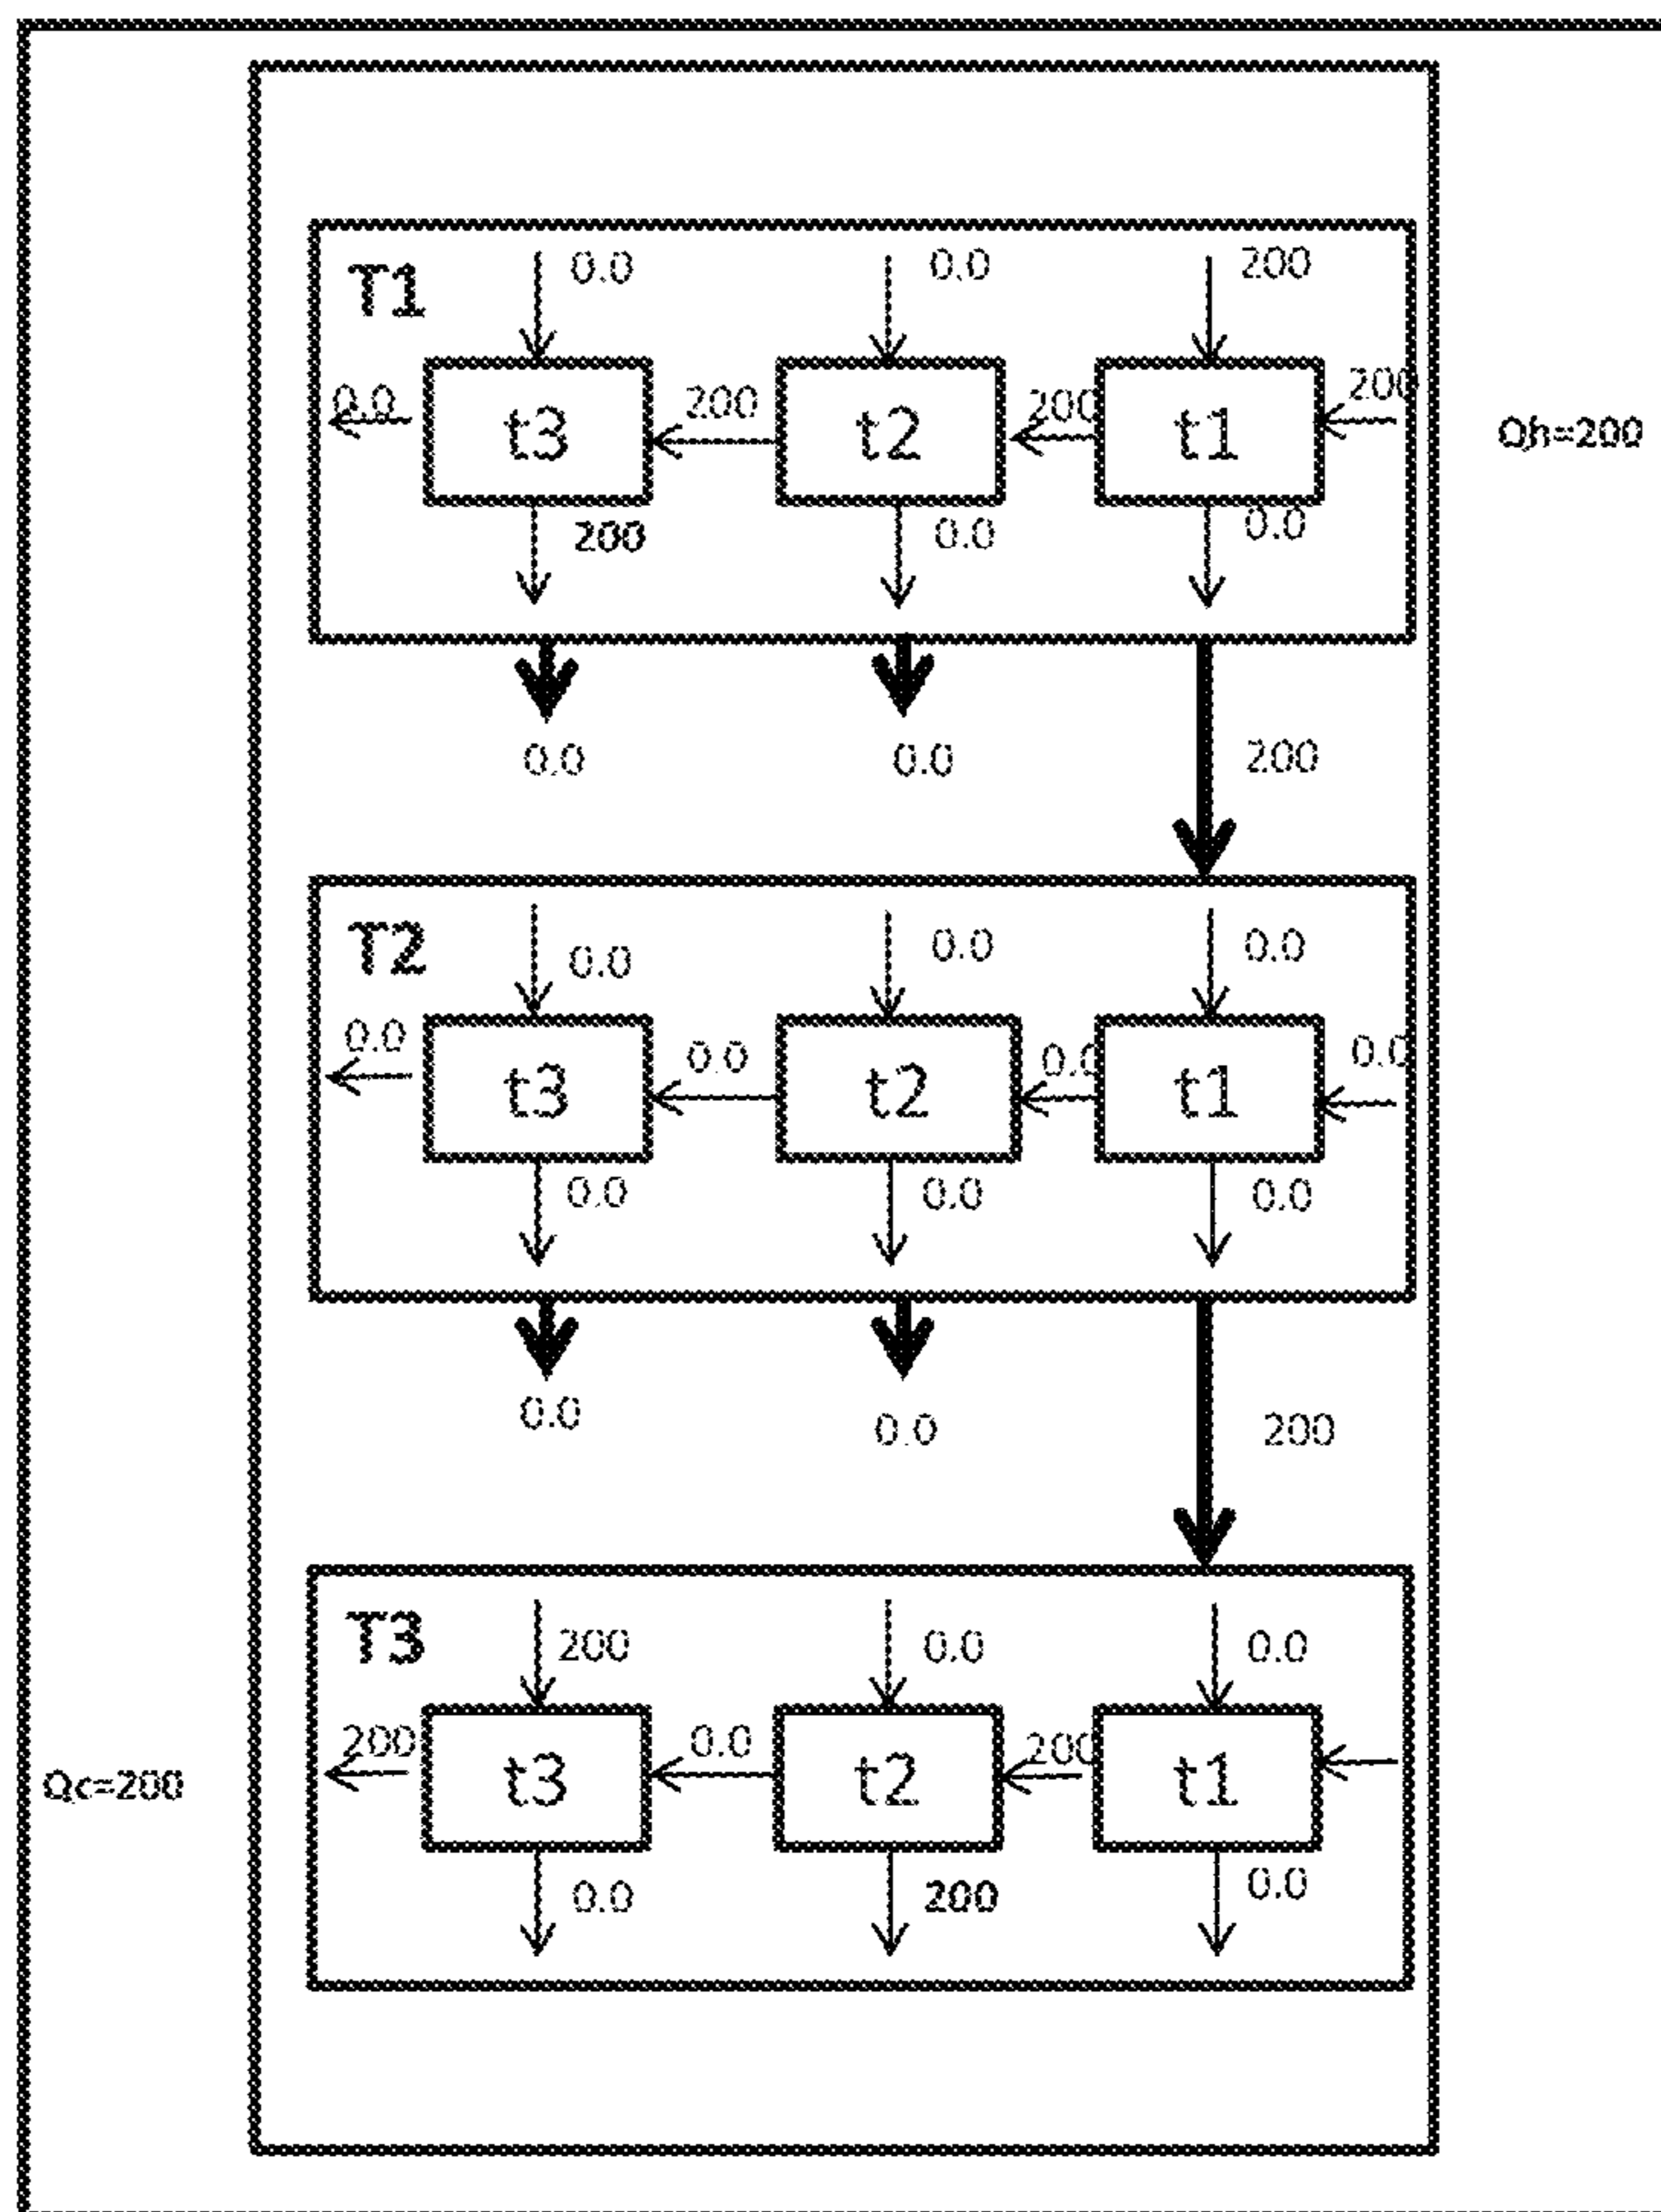 T1 0.0 0.0 200
0.0 t3 200 t2 200 t1 200
Qh=200
200 0.0 0.0
0.0 0.0 200
T2 0.0 0.0 0.0
0.0 t3 0.0 t2 0.0 t1 0.0
0.0 0.0 0.0
0.0 0.0 200
T3 200 0.0 0.0
200 t3 0.0 t2 200 t1
Qc=200
0.0 200 0.0